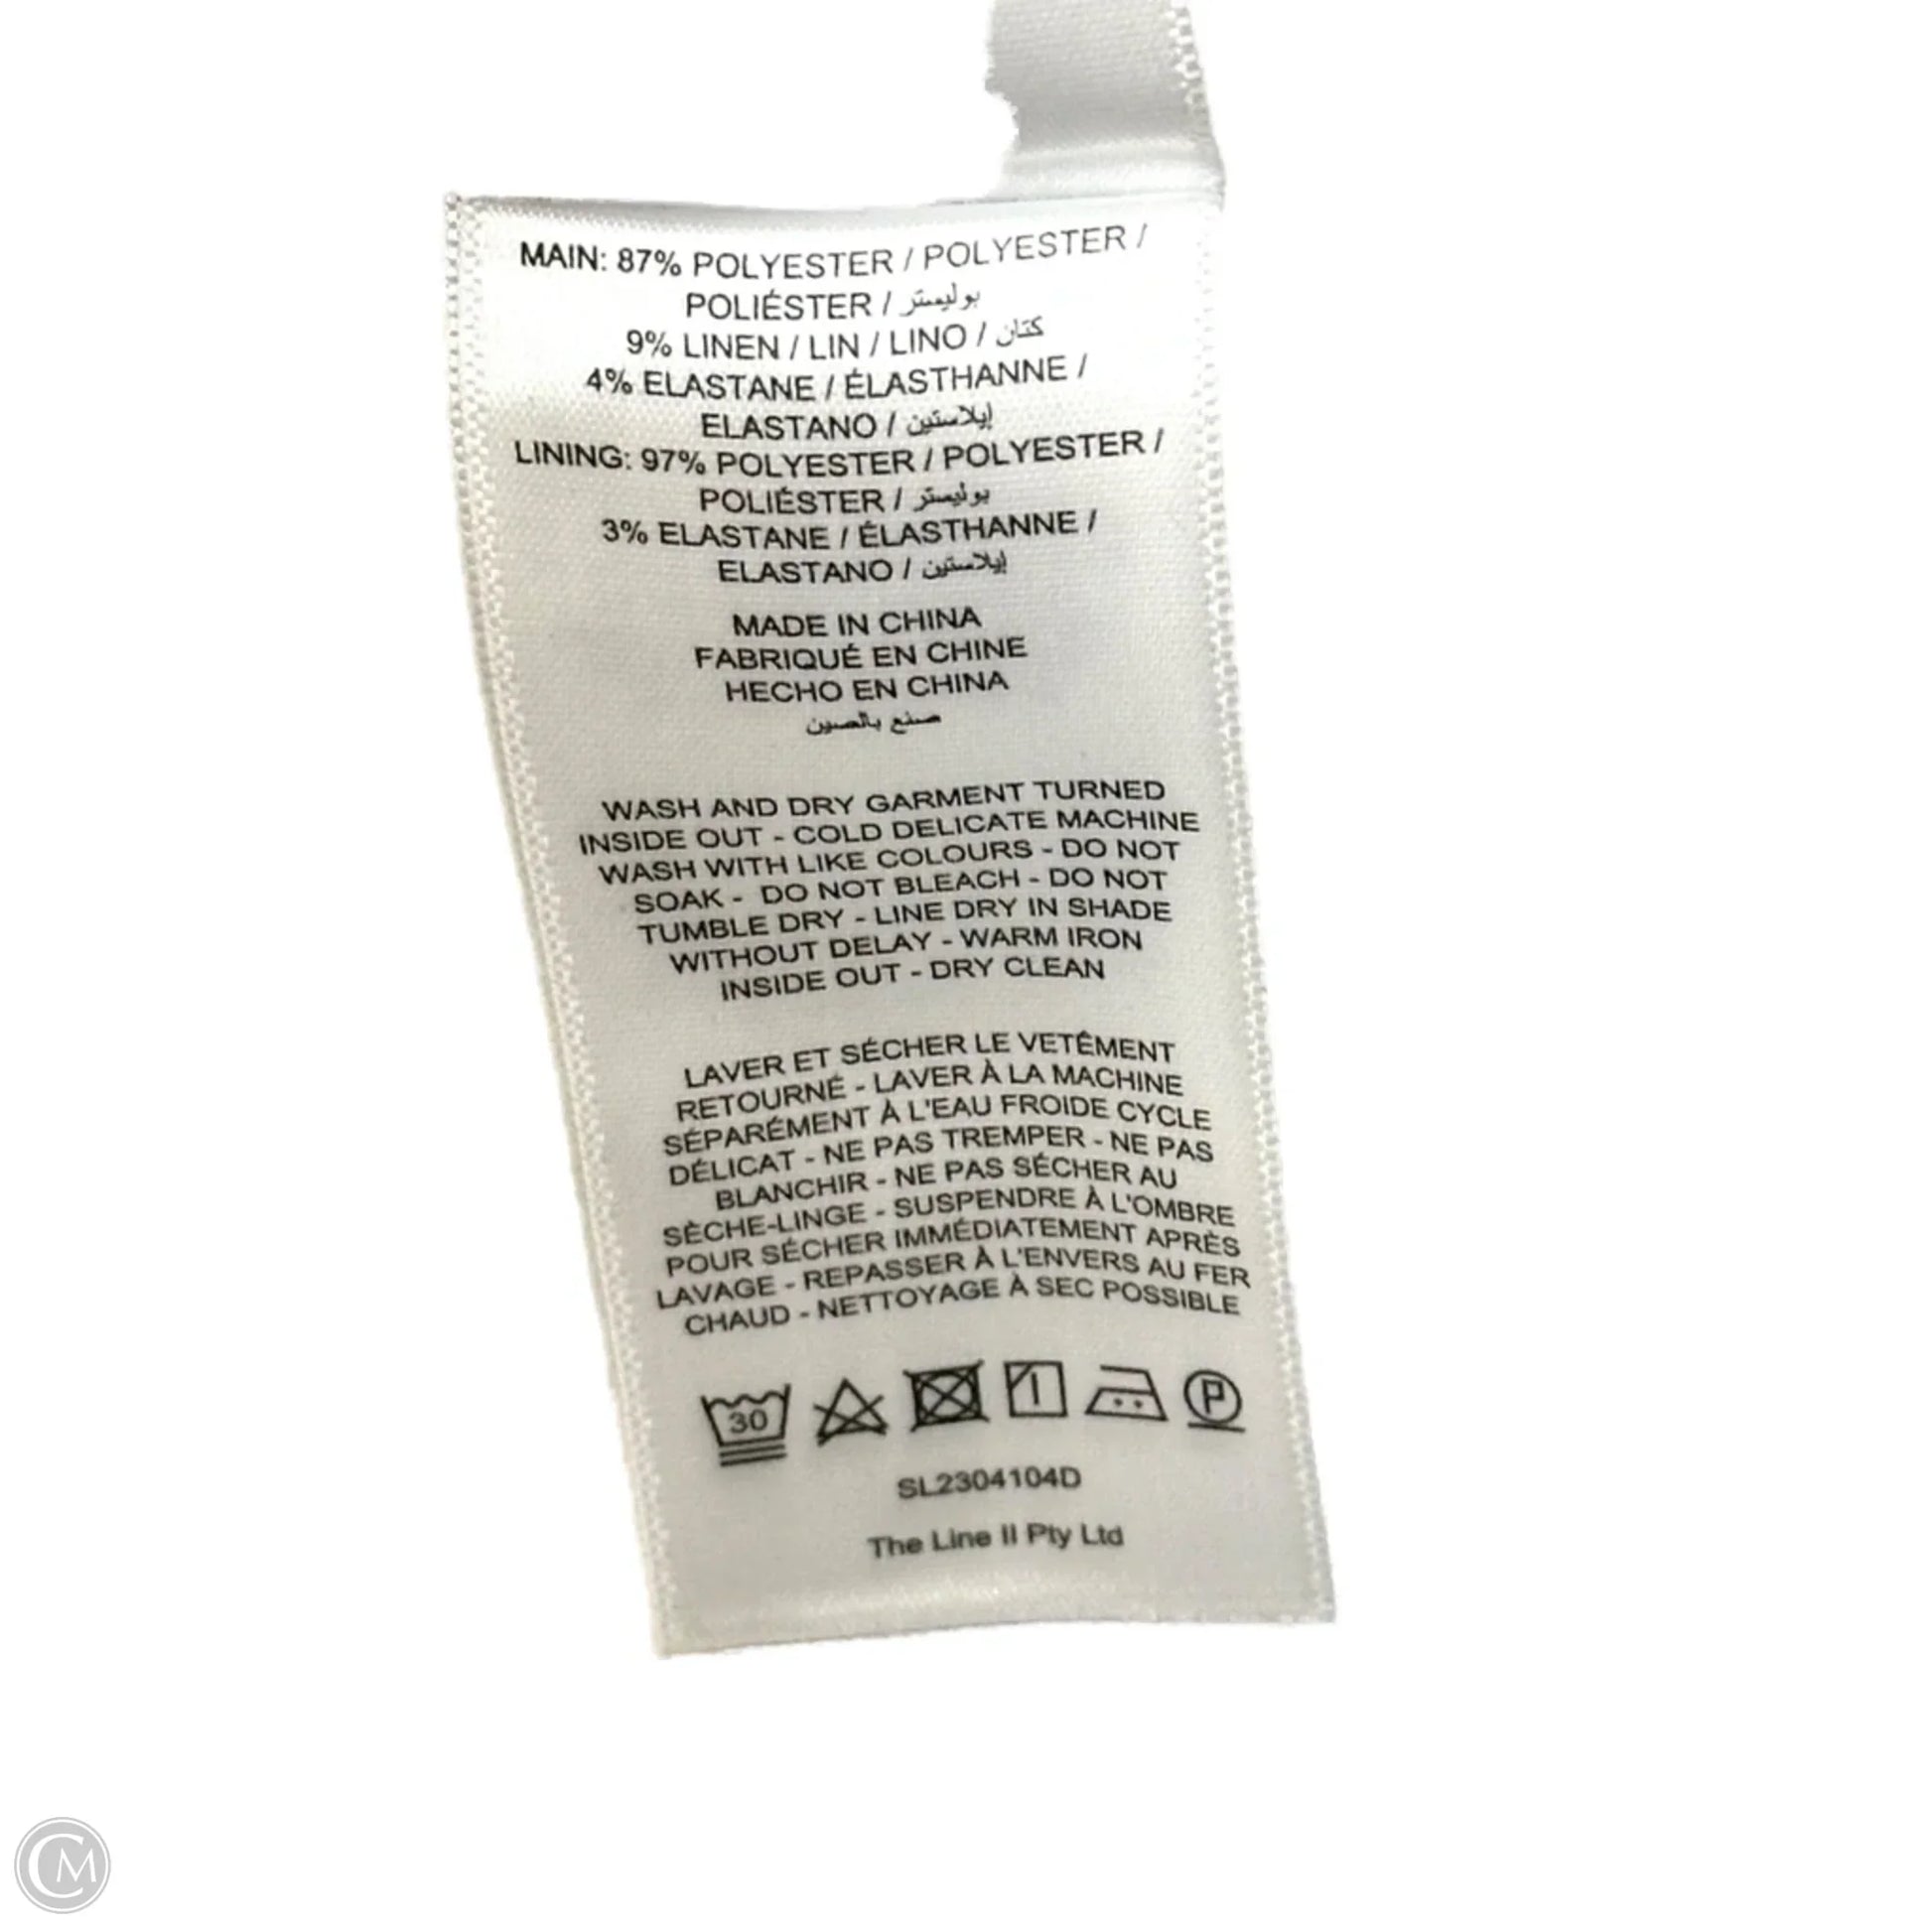 MAIN: 87% POLYESTER / POLYESTER /
POLIÉSTER / بوليستر
9% LINEN / LIN / LINO / كتان
4% ELASTANE / ÉLASTHANNE /
ELASTANO / إيلاستين
LINING: 97% POLYESTER / POLYESTER /
POLIÉSTER / بوليستر
3% ELASTANE / ÉLASTHANNE /
ELASTANO / إيلاستين
MADE IN CHINA
FABRIQUÉ EN CHINE
HECHO EN CHINA
صنع بالصين
WASH AND DRY GARMENT TURNED
INSIDE OUT - COLD DELICATE MACHINE
WASH WITH LIKE COLOURS - DO NOT
SOAK - DO NOT BLEACH - DO NOT
TUMBLE DRY - LINE DRY IN SHADE
WITHOUT DELAY - WARM IRON
INSIDE OUT - DRY CLEAN
LAVER ET SÉCHER LE VETÊMENT
RETOURNÉ - LAVER À LA MACHINE
SÉPARÉMENT À L'EAU FROIDE CYCLE
DÉLICAT - NE PAS TREMPER - NE PAS
BLANCHIR - NE PAS SÉCHER AU
SÈCHE-LINGE - SUSPENDRE À L'OMBRE
POUR SÉCHER IMMÉDIATEMENT APRÈS
LAVAGE - REPASSER À L'ENVERS AU FER
CHAUD - NETTOYAGE À SEC POSSIBLE
30 P
SL2304104D
The Line II Pty Ltd
CM